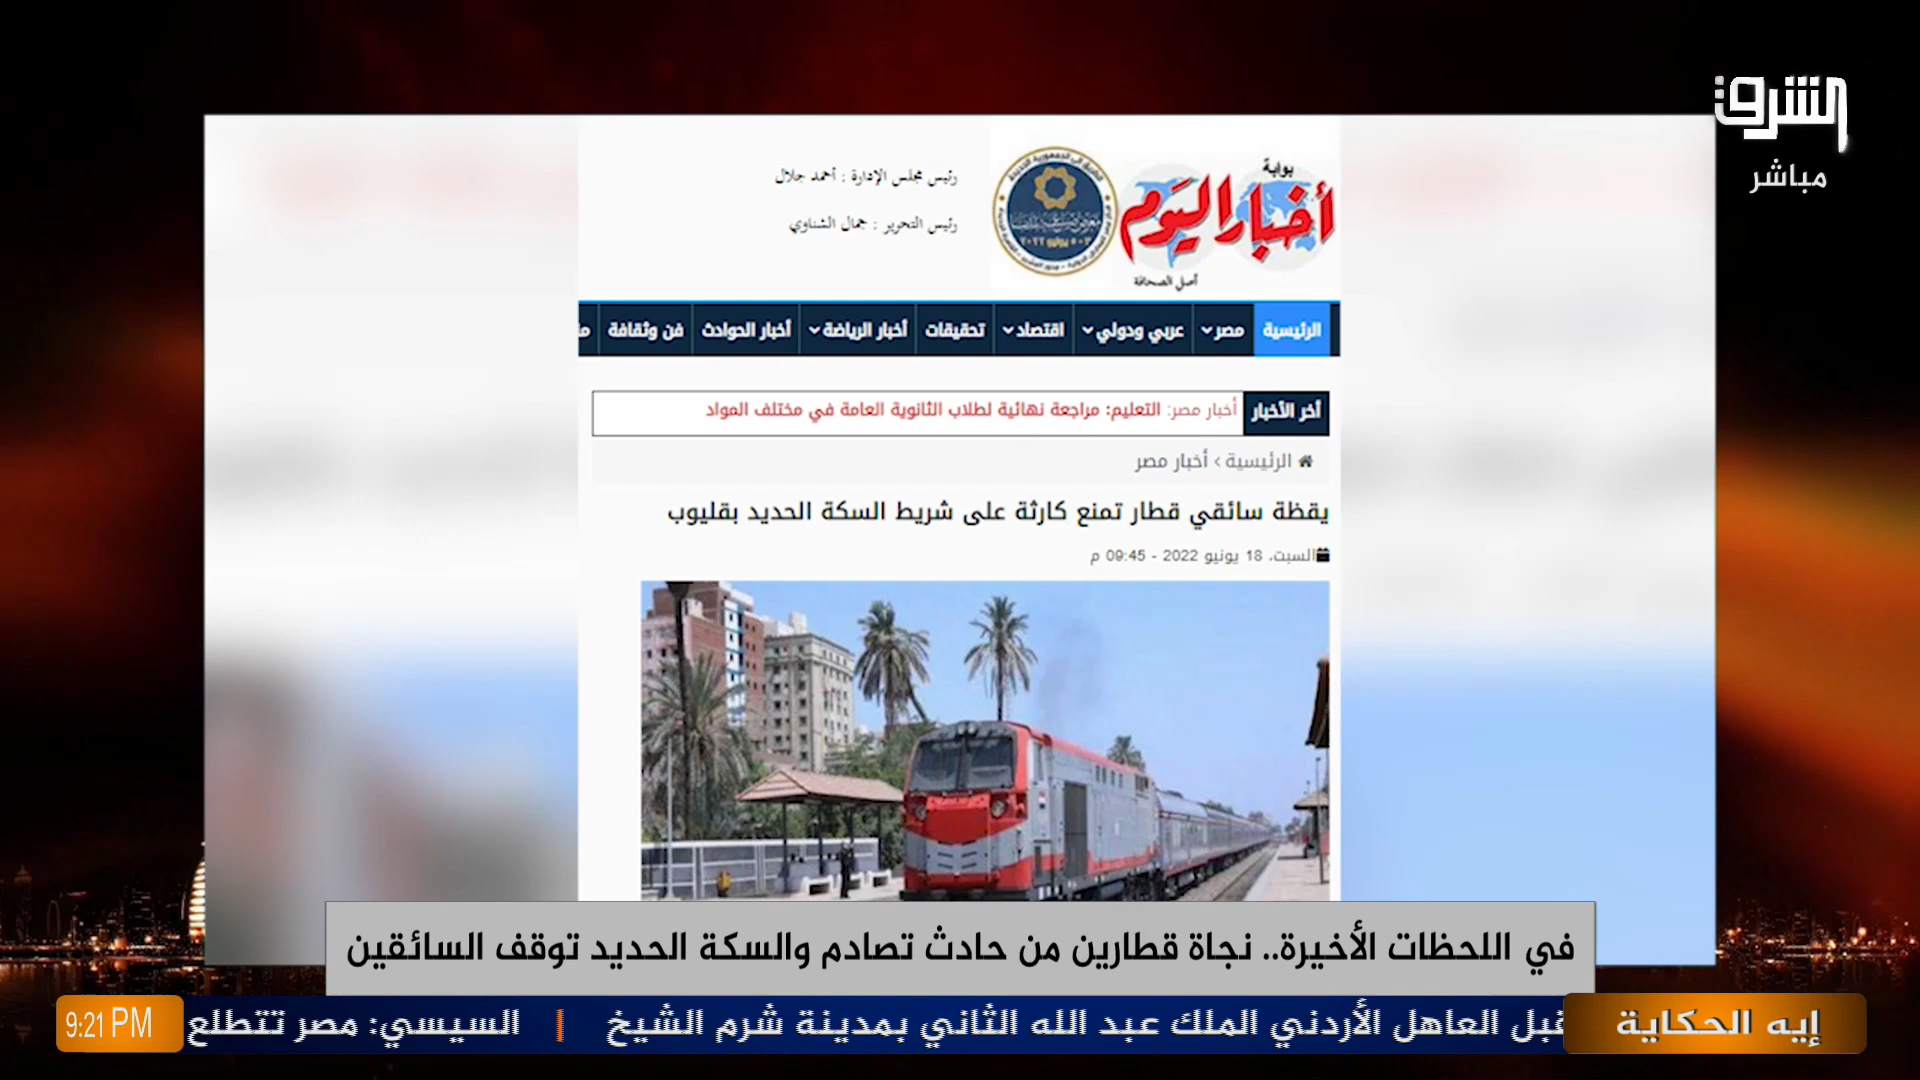 الشرق
مباشر
بوابة
أخبار اليوم
أصل الصحافة
رئيس مجلس الإدارة : أحمد جلال
رئيس التحرير : جمال الشناوي
الرئيسية
مصر
عربي ودولي
اقتصاد
تحقيقات
أخبار الرياضة
أخبار الحوادث
فن وثقافة
أخر الأخبار
أخبار مصر: التعليم: مراجعة نهائية لطلاب الثانوية العامة في مختلف المواد
الرئيسية › أخبار مصر
يقظة سائقي قطار تمنع كارثة على شريط السكة الحديد بقليوب
السبت، 18 يونيو 2022 - 09:45 م
في اللحظات الأخيرة.. نجاة قطارين من حادث تصادم والسكة الحديد توقف السائقين
إيه الحكاية
قبل العاهل الأردني الملك عبد الله الثاني بمدينة شرم الشيخ | السيسي: مصر تتطلع
9:21 PM